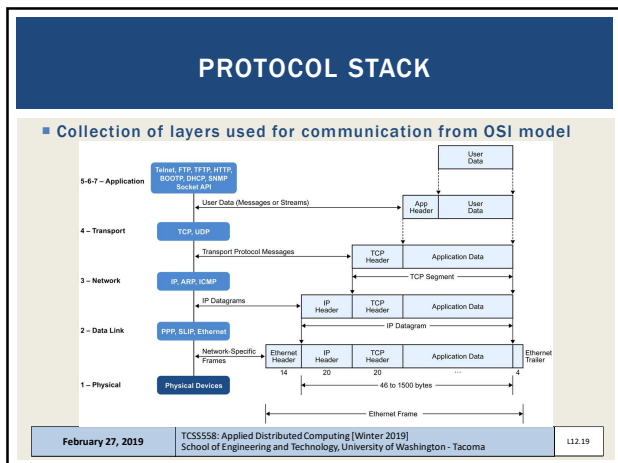 PROTOCOL STACK
▪ Collection of layers used for communication from OSI model
User
Data
5-6-7 – Application
Telnet, FTP, TFTP, HTTP,
BOOTP, DHCP, SNMP
Socket API
User Data (Messages or Streams)
App
Header
User
Data
4 – Transport
TCP, UDP
Transport Protocol Messages
TCP
Header
Application Data
TCP Segment
3 – Network
IP, ARP, ICMP
IP Datagrams
IP
Header
TCP
Header
Application Data
IP Datagram
2 – Data Link
PPP, SLIP, Ethernet
Network-Specific
Frames
Ethernet
Header
IP
Header
TCP
Header
Application Data
Ethernet
Trailer
14
20
20
...
4
46 to 1500 bytes
1 – Physical
Physical Devices
Ethernet Frame
February 27, 2019
TCSS558: Applied Distributed Computing [Winter 2019]
School of Engineering and Technology, University of Washington - Tacoma
L12.19